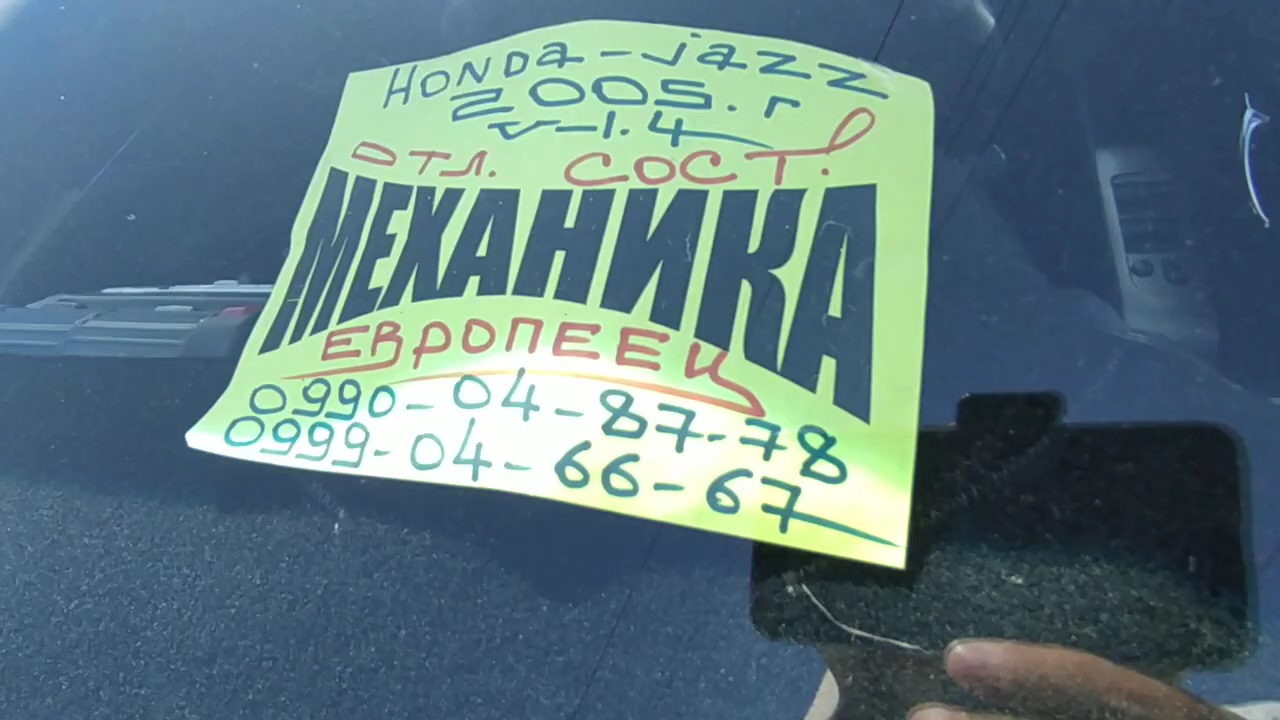 HONDa-jazz
2005.г
v-1.4
ОТЛ. СОСТ!
МЕХАНИКА
ЕВРОПЕЕЦ
0990-04-87-78
0999-04-66-67